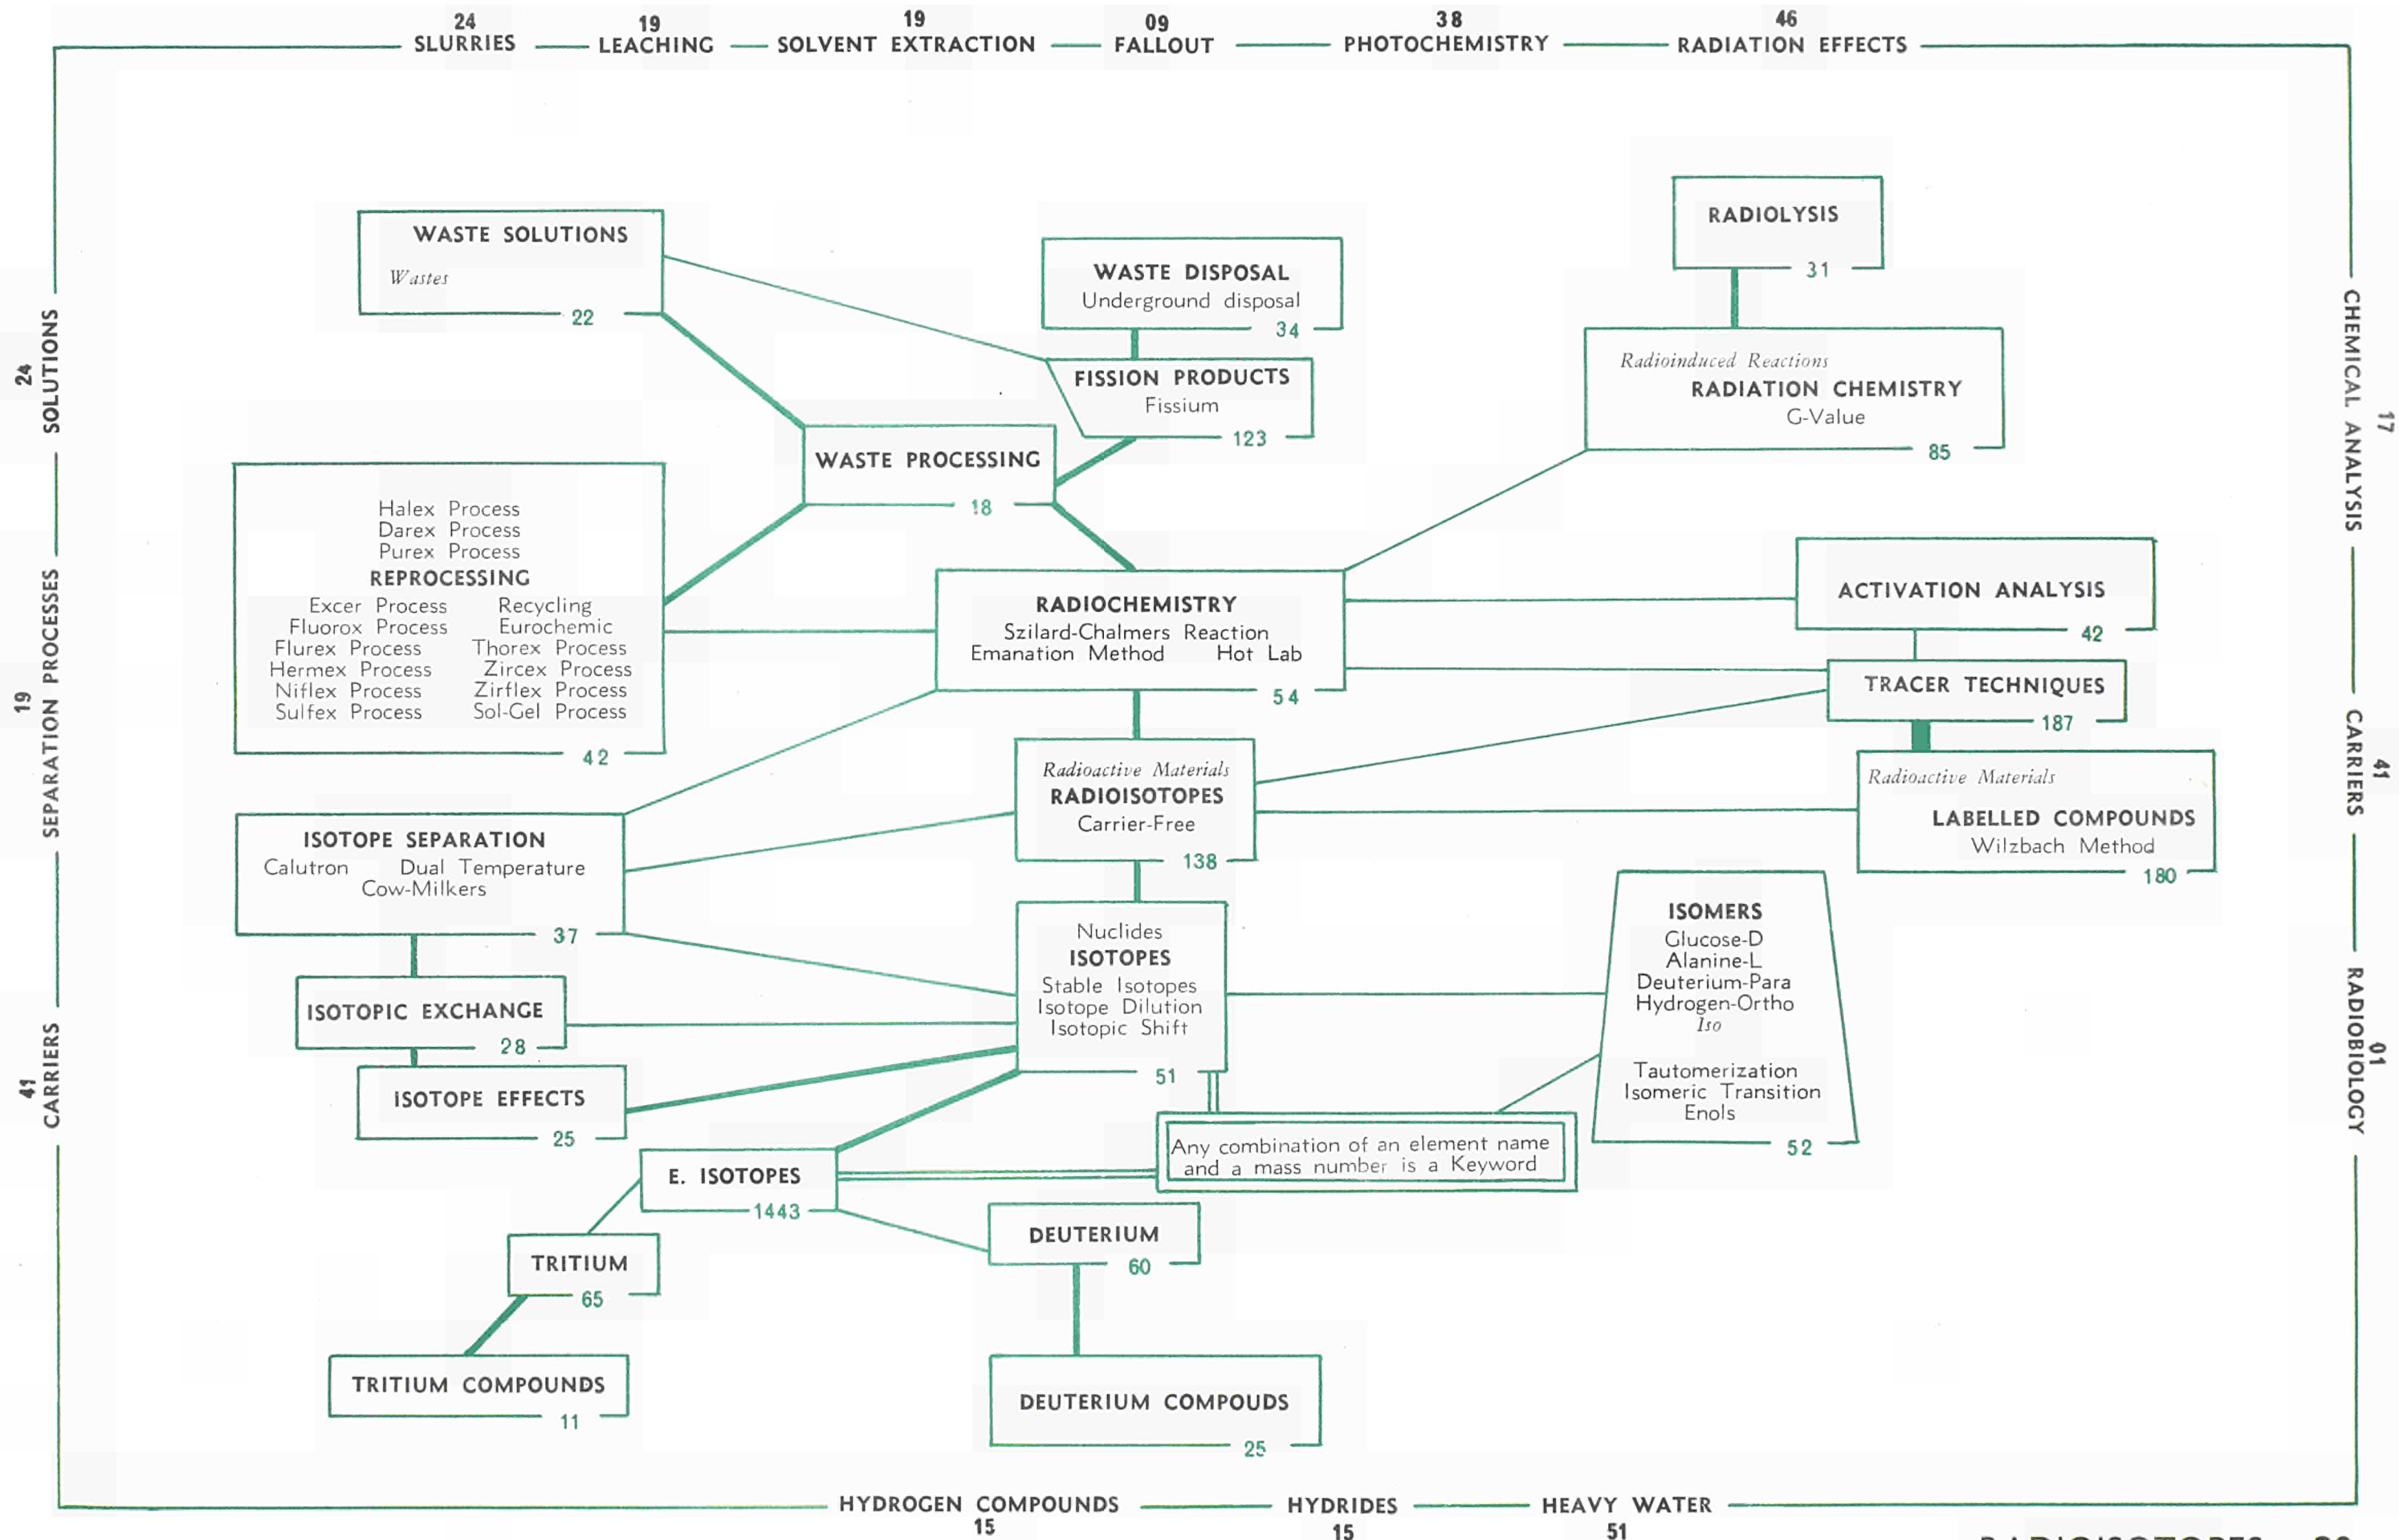 24 19 19 09 38 46
SLURRIES LEACHING SOLVENT EXTRACTION FALLOUT PHOTOCHEMISTRY RADIATION EFFECTS
24
SOLUTIONS
19
SEPARATION PROCESSES
41
CARRIERS
WASTE SOLUTIONS
Wastes
22
WASTE DISPOSAL
Underground disposal
34
FISSION PRODUCTS
Fissium
123
RADIOLYSIS
31
Radioinduced Reactions
RADIATION CHEMISTRY
G-Value
85
WASTE PROCESSING
18
Halex Process
Darex Process
Purex Process
REPROCESSING
Excer Process Recycling
Fluorox Process Eurochemic
Flurex Process Thorex Process
Hermex Process Zircex Process
Niflex Process Zirflex Process
Sulfex Process Sol-Gel Process
42
RADIOCHEMISTRY
Szilard-Chalmers Reaction
Emanation Method Hot Lab
54
ACTIVATION ANALYSIS
42
TRACER TECHNIQUES
187
Radioactive Materials
LABELLED COMPOUNDS
Wilzbach Method
180
Radioactive Materials
RADIOISOTOPES
Carrier-Free
138
ISOTOPE SEPARATION
Calutron Dual Temperature
Cow-Milkers
37
ISOTOPIC EXCHANGE
28
ISOTOPE EFFECTS
25
Nuclides
ISOTOPES
Stable Isotopes
Isotope Dilution
Isotopic Shift
51
ISOMERS
Glucose-D
Alanine-L
Deuterium-Para
Hydrogen-Ortho
Iso
Tautomerization
Isomeric Transition
Enols
52
Any combination of an element name
and a mass number is a Keyword
E. ISOTOPES
1443
TRITIUM
65
TRITIUM COMPOUNDS
11
DEUTERIUM
60
DEUTERIUM COMPOUDS
25
CHEMICAL ANALYSIS
17
CARRIERS
41
RADIOBIOLOGY
01
HYDROGEN COMPOUNDS HYDRIDES HEAVY WATER
15 15 51